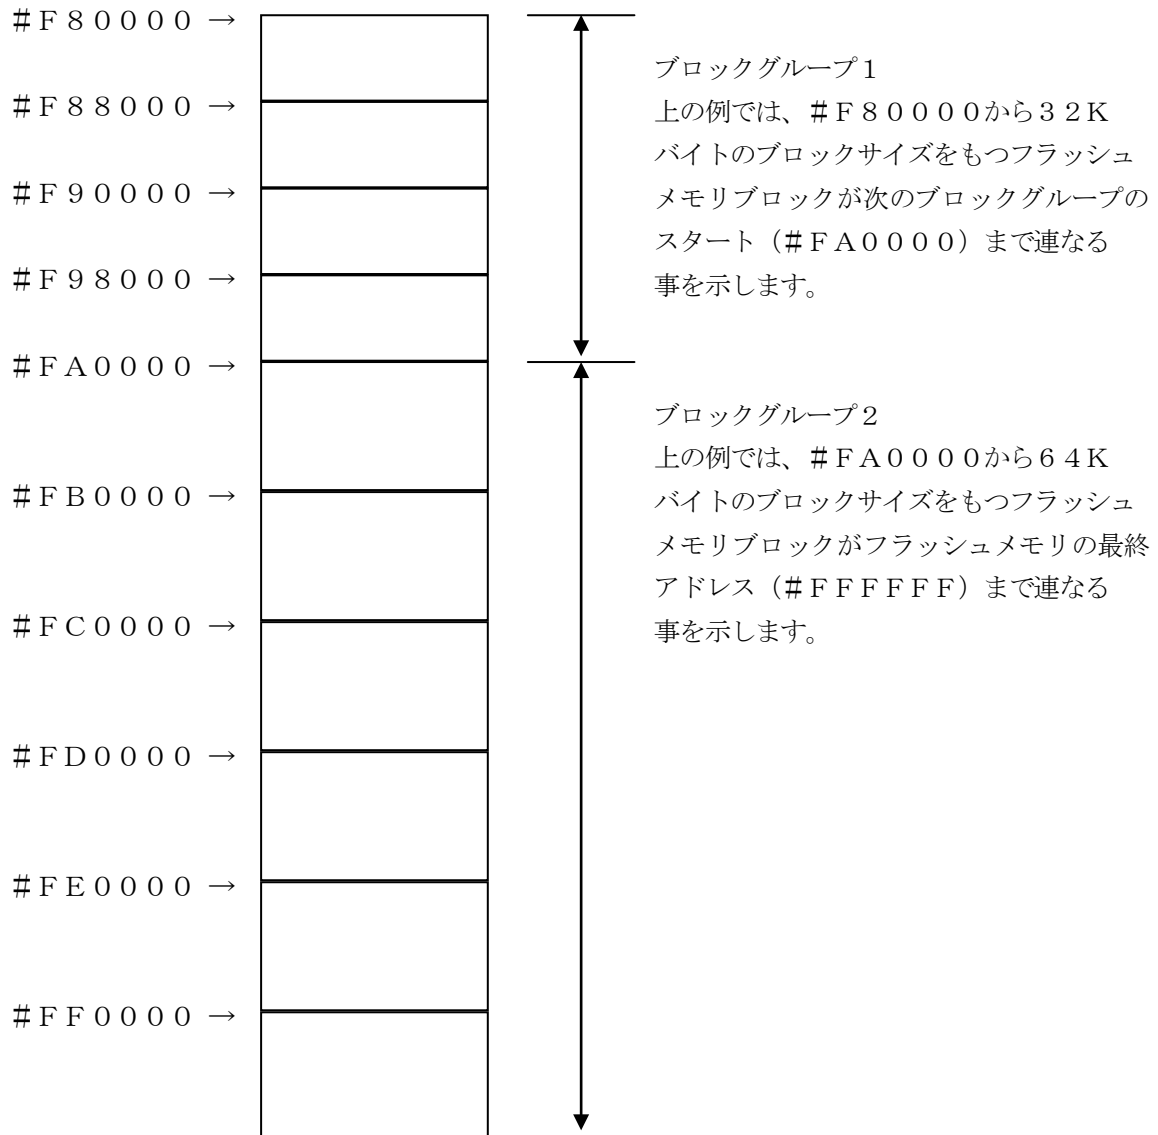 ＃Ｆ８００００ →
＃Ｆ８８０００ →
＃Ｆ９００００ →
＃Ｆ９８０００ →
＃ＦＡ００００ →
＃ＦＢ００００ →
＃ＦＣ００００ →
＃ＦＤ００００ →
＃ＦＥ００００ →
＃ＦＦ００００ →
ブロックグループ１
上の例では、＃Ｆ８００００から３２Ｋ
バイトのブロックサイズをもつフラッシュ
メモリブロックが次のブロックグループの
スタート（＃ＦＡ００００）まで連なる
事を示します。
ブロックグループ２
上の例では、＃ＦＡ００００から６４Ｋ
バイトのブロックサイズをもつフラッシュ
メモリブロックがフラッシュメモリの最終
アドレス（＃ＦＦＦＦＦＦ）まで連なる
事を示します。